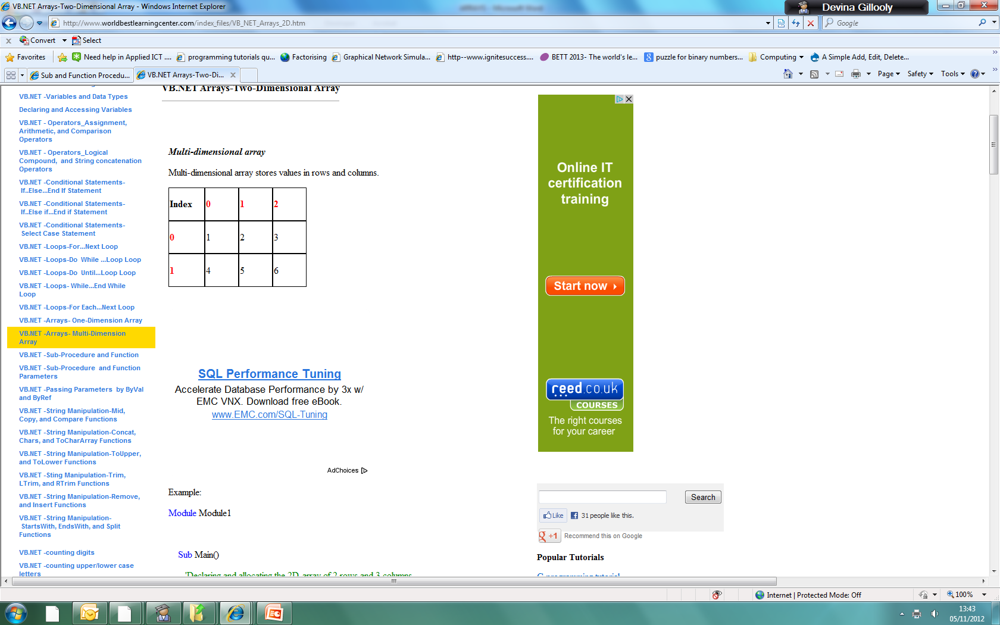 VB.NET Arrays-Two-Dimensional Array - Windows Internet Explorer
Devina Gillooly
http://www.worldbestlearningcenter.com/index_files/VB_NET_Arrays_2D.htm
Google
x Convert Select
Favorites
Need help in Applied ICT ....
programming tutorials qu...
Factorising
Graphical Network Simula...
http--www.ignitesuccess....
BETT 2013- The world's le...
puzzle for binary numbers...
Computing
A Simple Add, Edit, Delete...
Sub and Function Procedu...
VB.NET Arrays-Two-Di...
Page Safety Tools
VB.NET -Variables and Data Types
Declaring and Accessing Variables
VB.NET - Operators_Assignment,
Arithmetic, and Comparison
Operators
VB.NET - Operators_Logical
Compound, and String concatenation
Operators
VB.NET -Conditional Statements-
If..Else...End If Statement
VB.NET -Conditional Statements-
If..Else if...End if Statement
VB.NET -Conditional Statements-
Select Case Statement
VB.NET -Loops-For...Next Loop
VB.NET -Loops-Do While ...Loop Loop
VB.NET -Loops-Do Until...Loop Loop
VB.NET -Loops- While...End While
Loop
VB.NET -Loops-For Each...Next Loop
VB.NET -Arrays- One-Dimension Array
VB.NET -Arrays- Multi-Dimension
Array
VB.NET -Sub-Procedure and Function
VB.NET -Sub-Procedure and Function
Parameters
VB.NET -Passing Parameters by ByVal
and ByRef
VB.NET -String Manipulation-Mid,
Copy, and Compare Functions
VB.NET -String Manipulation-Concat,
Chars, and ToCharArray Functions
VB.NET -String Manipulation-ToUpper,
and ToLower Functions
VB.NET -Sting Manipulation-Trim,
LTrim, and RTrim Functions
VB.NET -String Manipulation-Remove,
and Insert Functions
VB.NET -String Manipulation-
StartsWith, EndsWith, and Split
Functions
VB.NET -counting digits
VB.NET -counting upper/lower case
letters
VB.NET Arrays-Two-Dimensional Array
Multi-dimensional array
Multi-dimensional array stores values in rows and columns.
Index 0 1 2
0 1 2 3
1 4 5 6
SQL Performance Tuning
Accelerate Database Performance by 3x w/
EMC VNX. Download free eBook.
www.EMC.com/SQL-Tuning
AdChoices
Example:
Module Module1
Sub Main()
'Declaring and allocating the 2D array of 2 rows and 3 columns
Online IT
certification
training
Start now
reed.co.uk
COURSES
The right courses
for your career
Search
Like 31 people like this.
+1 Recommend this on Google
Popular Tutorials
C programming tutorial
Internet | Protected Mode: Off
100%
13:43
05/11/2012